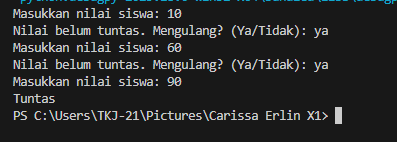 Masukkan nilai siswa: 10
Nilai belum tuntas. Mengulang? (Ya/Tidak): ya
Masukkan nilai siswa: 60
Nilai belum tuntas. Mengulang? (Ya/Tidak): ya
Masukkan nilai siswa: 90
Tuntas
PS C:\Users\TKJ-21\Pictures\Carissa Erlin X1>